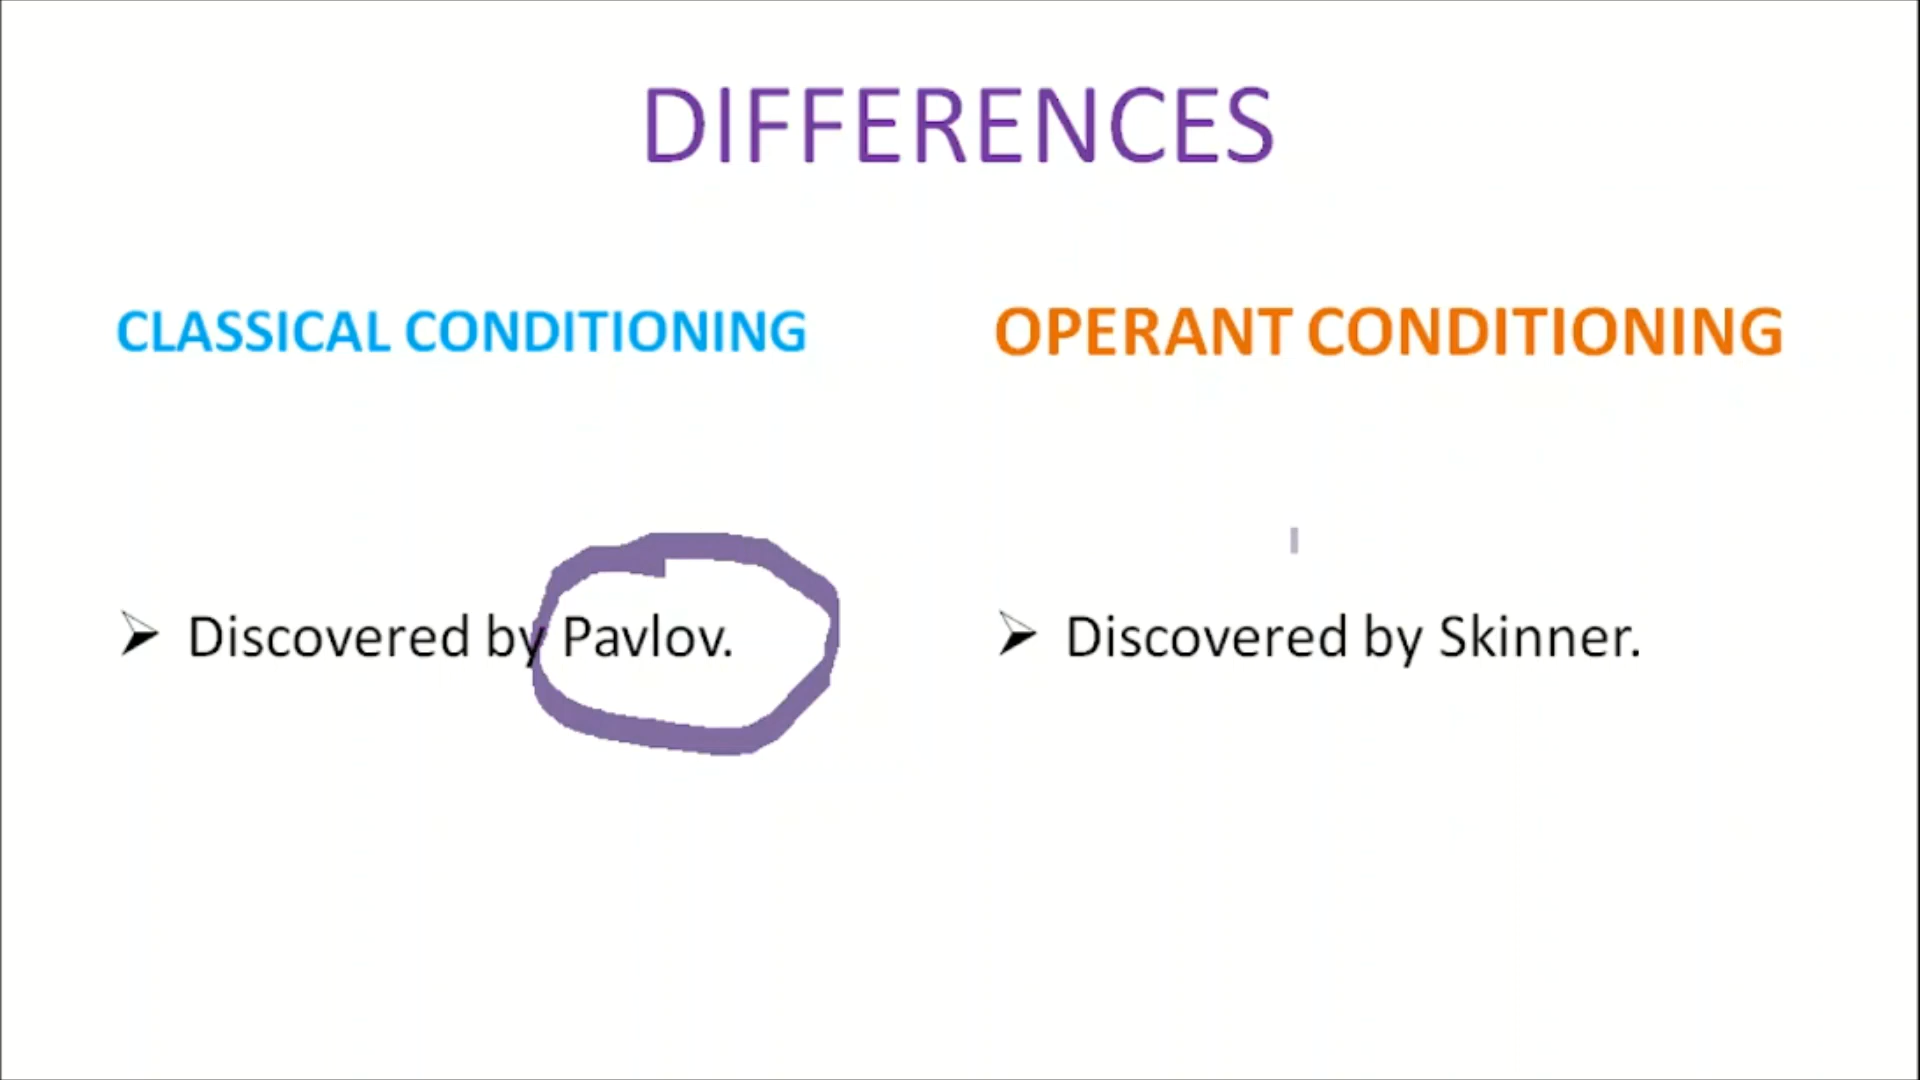 DIFFERENCES
CLASSICAL CONDITIONING
Discovered by Pavlov.
OPERANT CONDITIONING
Discovered by Skinner.